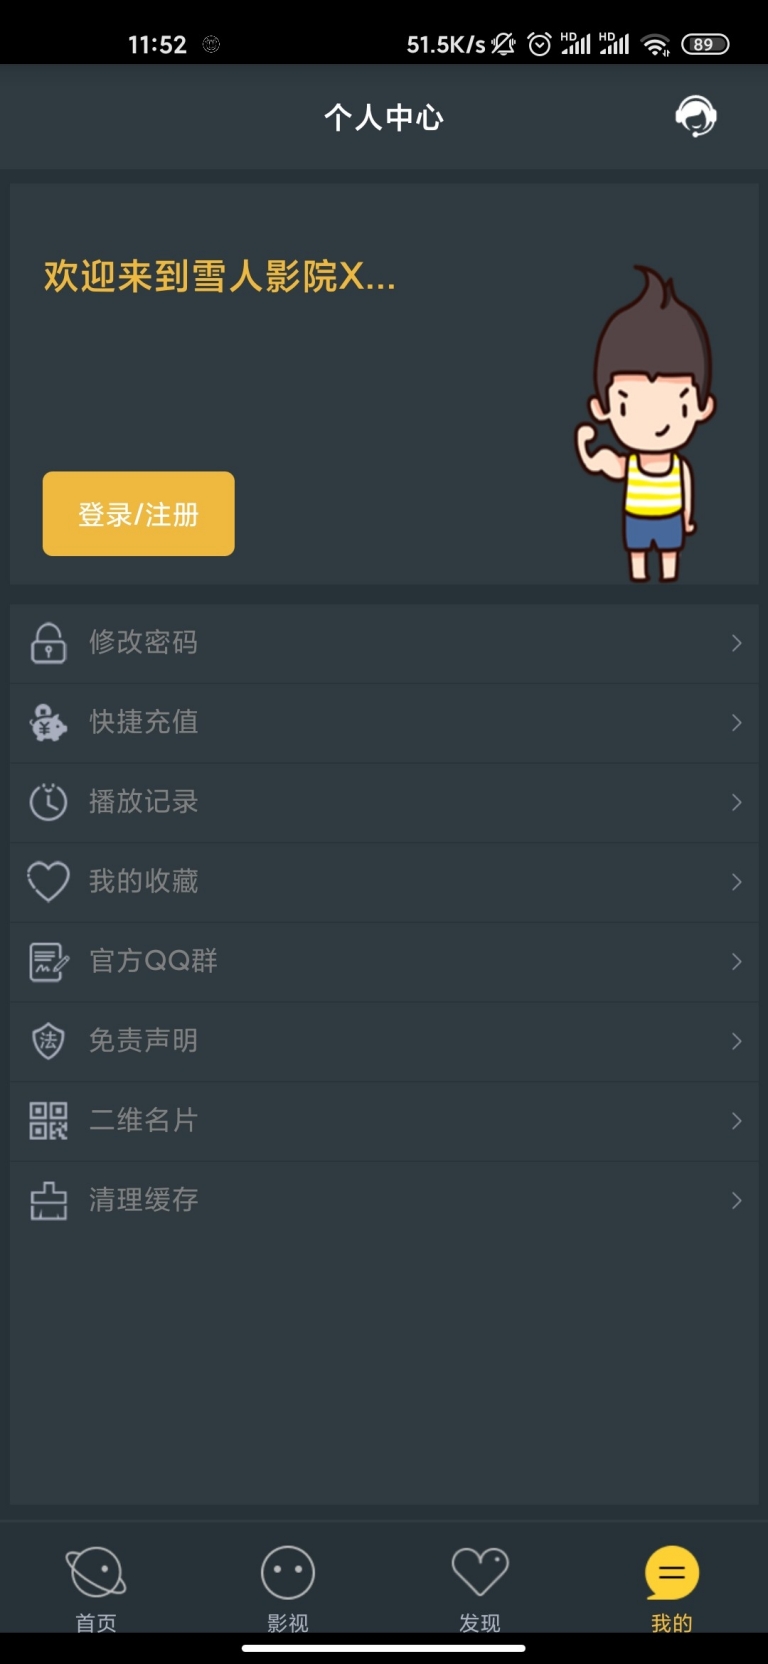 11:52 51.5K/s HD HD 89
个人中心
欢迎来到雪人影院X...
登录/注册
修改密码
快捷充值
播放记录
我的收藏
官方QQ群
法 免责声明
二维名片
清理缓存
首页 影视 发现 我的